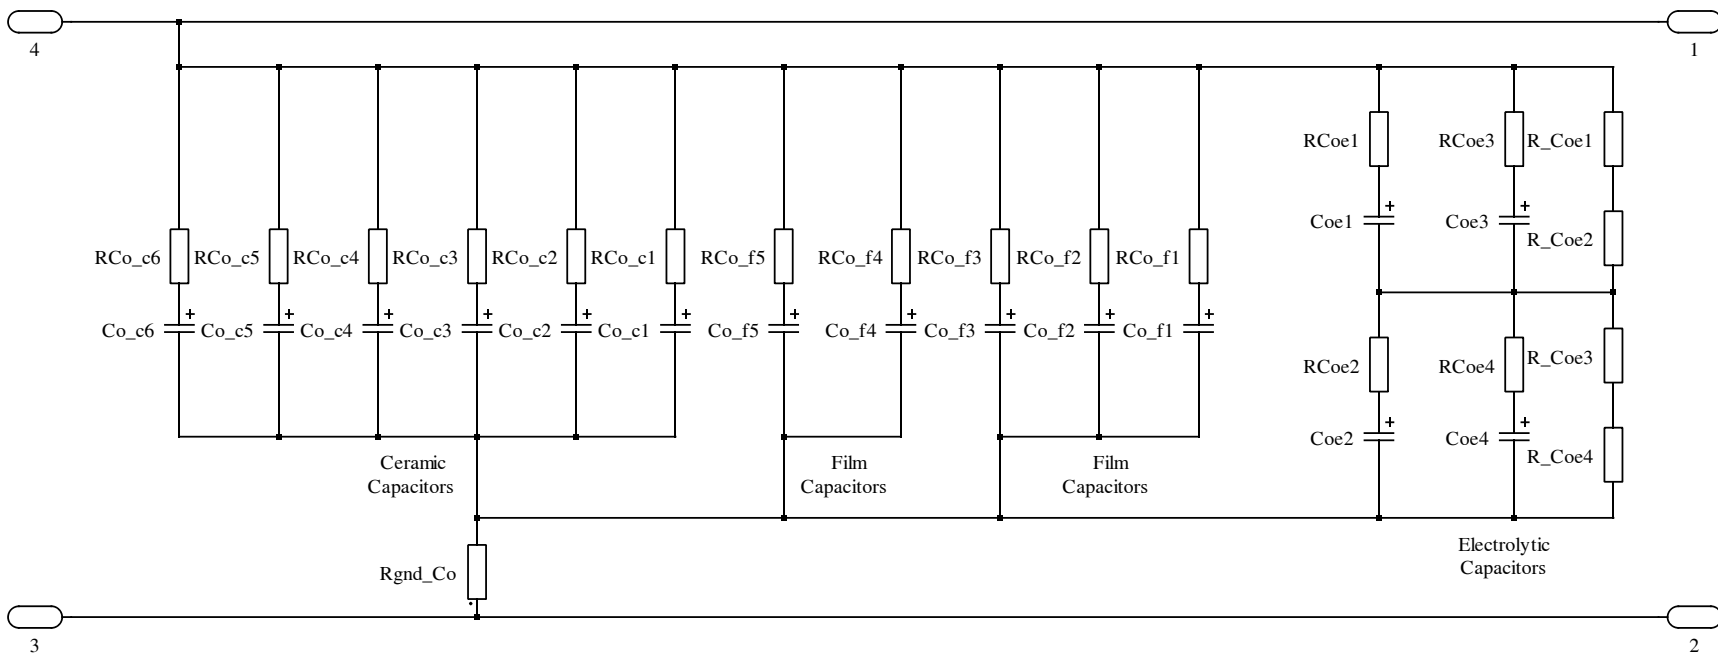 4
1
RCoe1
RCoe3
R_Coe1
Coe1
Coe3
R_Coe2
RCo_c6
RCo_c5
RCo_c4
RCo_c3
RCo_c2
RCo_c1
RCo_f5
RCo_f4
RCo_f3
RCo_f2
RCo_f1
Co_c6
Co_c5
Co_c4
Co_c3
Co_c2
Co_c1
Co_f5
Co_f4
Co_f3
Co_f2
Co_f1
RCoe2
RCoe4
R_Coe3
Coe2
Coe4
R_Coe4
Ceramic
Capacitors
Film
Capacitors
Film
Capacitors
Electrolytic
Capacitors
Rgnd_Co
3
2